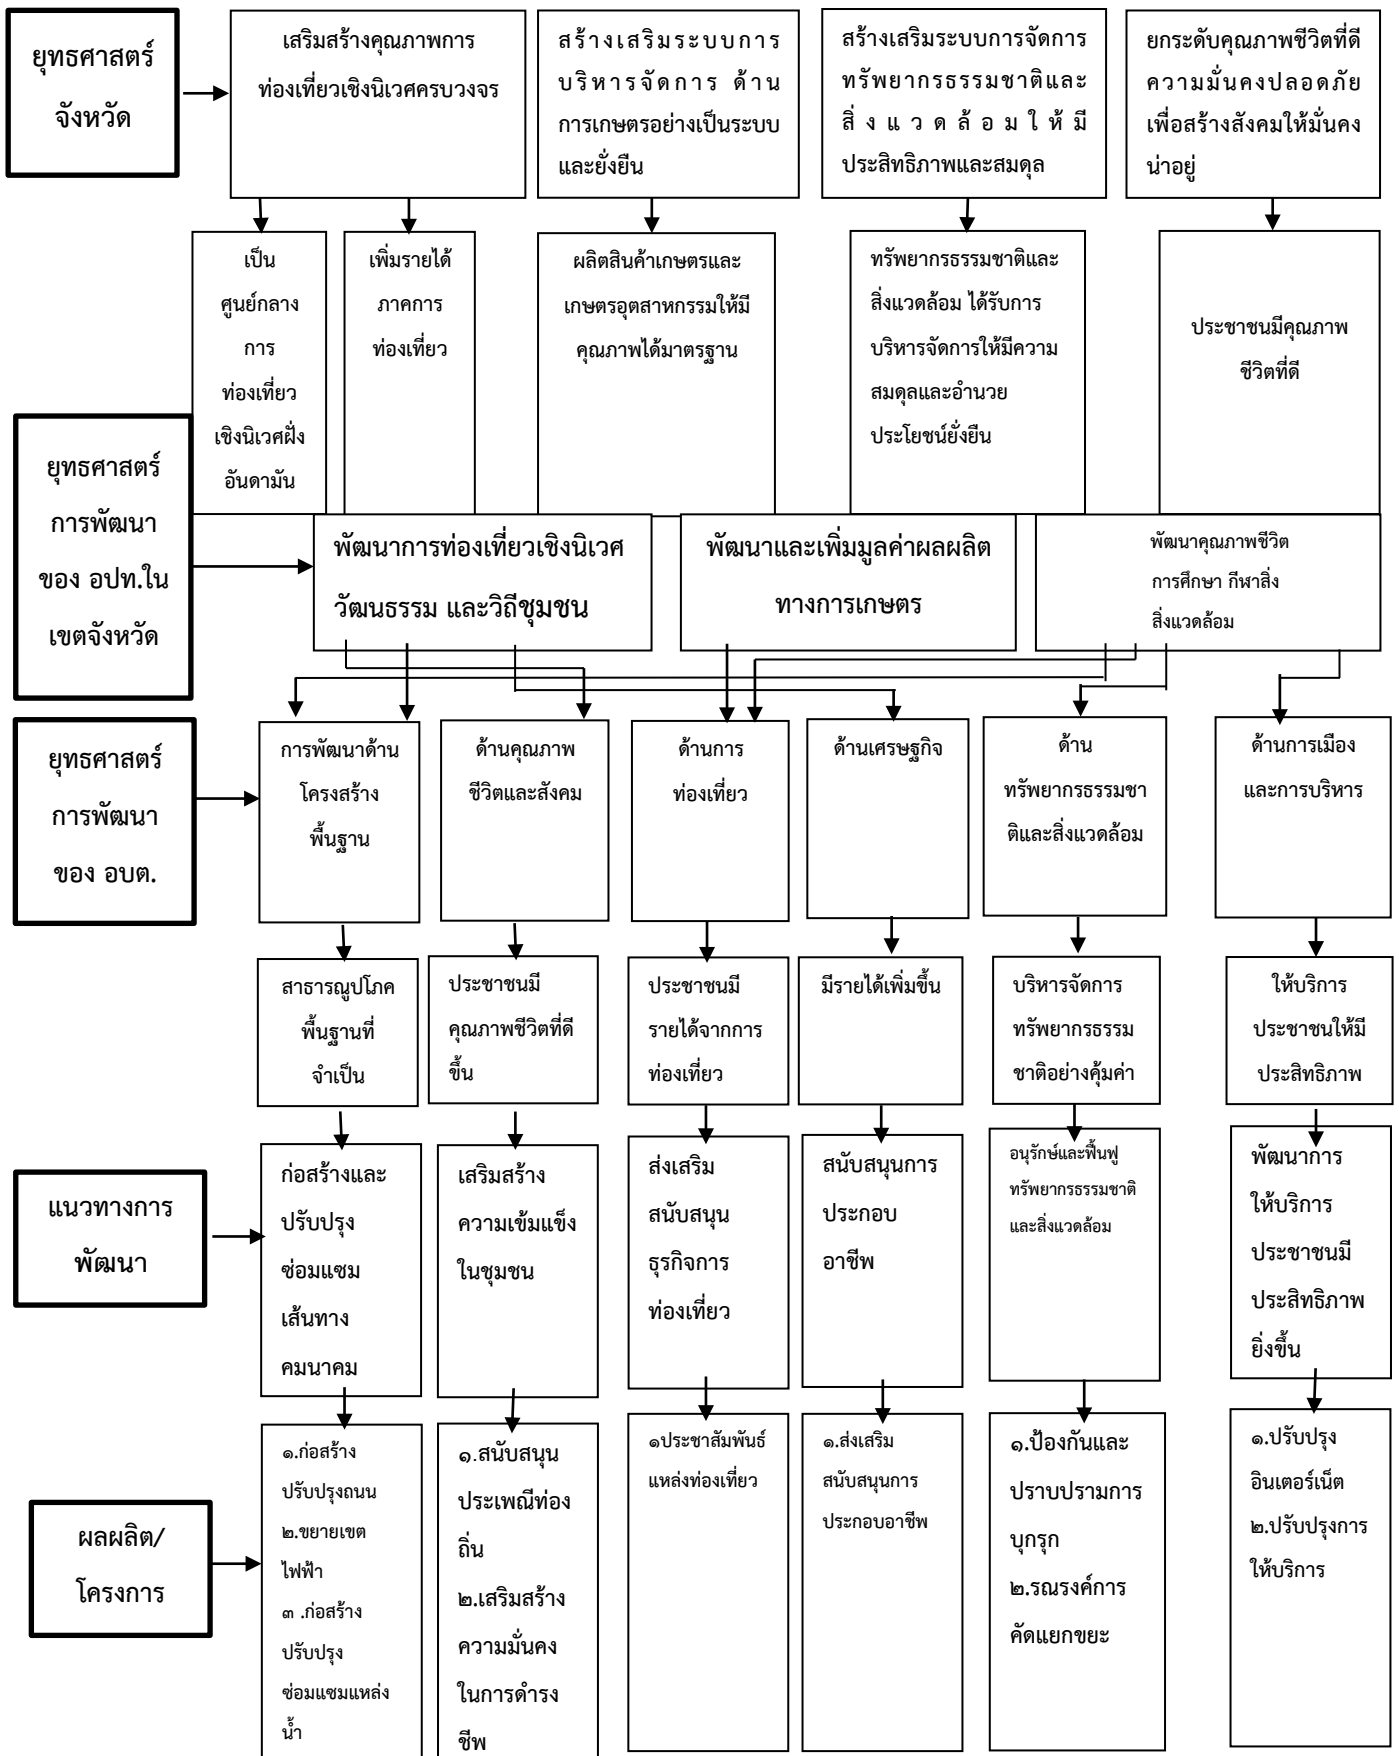 ยุทธศาสตร์
จังหวัด
เสริมสร้างคุณภาพการ
ท่องเที่ยวเชิงนิเวศครบวงจร
สร้างเสริมระบบการ
บริหารจัดการ ด้าน
การเกษตรอย่างเป็นระบบ
และยั่งยืน
สร้างเสริมระบบการจัดการ
ทรัพยากรธรรมชาติและ
สิ่งแวดล้อมให้มี
ประสิทธิภาพและสมดุล
ยกระดับคุณภาพชีวิตที่ดี
ความมั่นคงปลอดภัย
เพื่อสร้างสังคมให้มั่นคง
น่าอยู่
เป็น
ศูนย์กลาง
การ
ท่องเที่ยว
เชิงนิเวศฝั่ง
อันดามัน
เพิ่มรายได้
ภาคการ
ท่องเที่ยว
ผลิตสินค้าเกษตรและ
เกษตรอุตสาหกรรมให้มี
คุณภาพได้มาตรฐาน
ทรัพยากรธรรมชาติและ
สิ่งแวดล้อม ได้รับการ
บริหารจัดการให้มีความ
สมดุลและอำนวย
ประโยชน์ยั่งยืน
ประชาชนมีคุณภาพ
ชีวิตที่ดี
ยุทธศาสตร์
การพัฒนา
ของ อปท.ใน
เขตจังหวัด
พัฒนาการท่องเที่ยวเชิงนิเวศ
วัฒนธรรม และวิถีชุมชน
พัฒนาและเพิ่มมูลค่าผลผลิต
ทางการเกษตร
พัฒนาคุณภาพชีวิต
การศึกษา กีฬาสิ่ง
สิ่งแวดล้อม
ยุทธศาสตร์
การพัฒนา
ของ อบต.
การพัฒนาด้าน
โครงสร้าง
พื้นฐาน
ด้านคุณภาพ
ชีวิตและสังคม
ด้านการ
ท่องเที่ยว
ด้านเศรษฐกิจ
ด้าน
ทรัพยากรธรรมชา
ติและสิ่งแวดล้อม
ด้านการเมือง
และการบริหาร
สาธารณูปโภค
พื้นฐานที่
จำเป็น
ประชาชนมี
คุณภาพชีวิตที่ดี
ขึ้น
ประชาชนมี
รายได้จากการ
ท่องเที่ยว
มีรายได้เพิ่มขึ้น
บริหารจัดการ
ทรัพยากรธรรม
ชาติอย่างคุ้มค่า
ให้บริการ
ประชาชนให้มี
ประสิทธิภาพ
แนวทางการ
พัฒนา
ก่อสร้างและ
ปรับปรุง
ซ่อมแซม
เส้นทาง
คมนาคม
เสริมสร้าง
ความเข้มแข็ง
ในชุมชน
ส่งเสริม
สนับสนุน
ธุรกิจการ
ท่องเที่ยว
สนับสนุนการ
ประกอบ
อาชีพ
อนุรักษ์และฟื้นฟู
ทรัพยากรธรรมชาติ
และสิ่งแวดล้อม
พัฒนาการ
ให้บริการ
ประชาชนมี
ประสิทธิภาพ
ยิ่งขึ้น
ผลผลิต/
โครงการ
๑.ก่อสร้าง
ปรับปรุงถนน
๒.ขยายเขต
ไฟฟ้า
๓ .ก่อสร้าง
ปรับปรุง
ซ่อมแซมแหล่ง
น้ำ
๑.สนับสนุน
ประเพณีท่อง
ถิ่น
๒.เสริมสร้าง
ความมั่นคง
ในการดำรง
ชีพ
๑ประชาสัมพันธ์
แหล่งท่องเที่ยว
๑.ส่งเสริม
สนับสนุนการ
ประกอบอาชีพ
๑.ป้องกันและ
ปราบปรามการ
บุกรุก
๒.รณรงค์การ
คัดแยกขยะ
๑.ปรับปรุง
อินเตอร์เน็ต
๒.ปรับปรุงการ
ให้บริการ